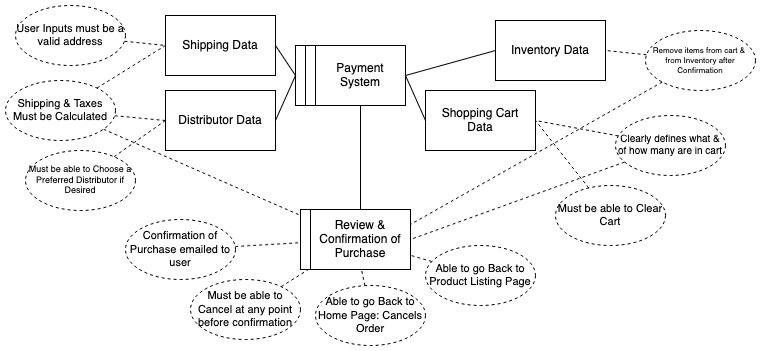 User Inputs must be a
valid address
Shipping Data
Payment
System
Inventory Data
Remove items from cart &
from Inventory after
Confirmation
Shipping & Taxes
Must be Calculated
Distributor Data
Shopping Cart
Data
Clearly defines what &
of how many are in cart
Must be able to Choose a
Preferred Distributor if
Desired
Must be able to Clear
Cart
Review &
Confirmation of
Purchase
Confirmation of
Purchase emailed to
user
Able to go Back to
Product Listing Page
Must be able to
Cancel at any point
before confirmation
Able to go Back to
Home Page: Cancels
Order